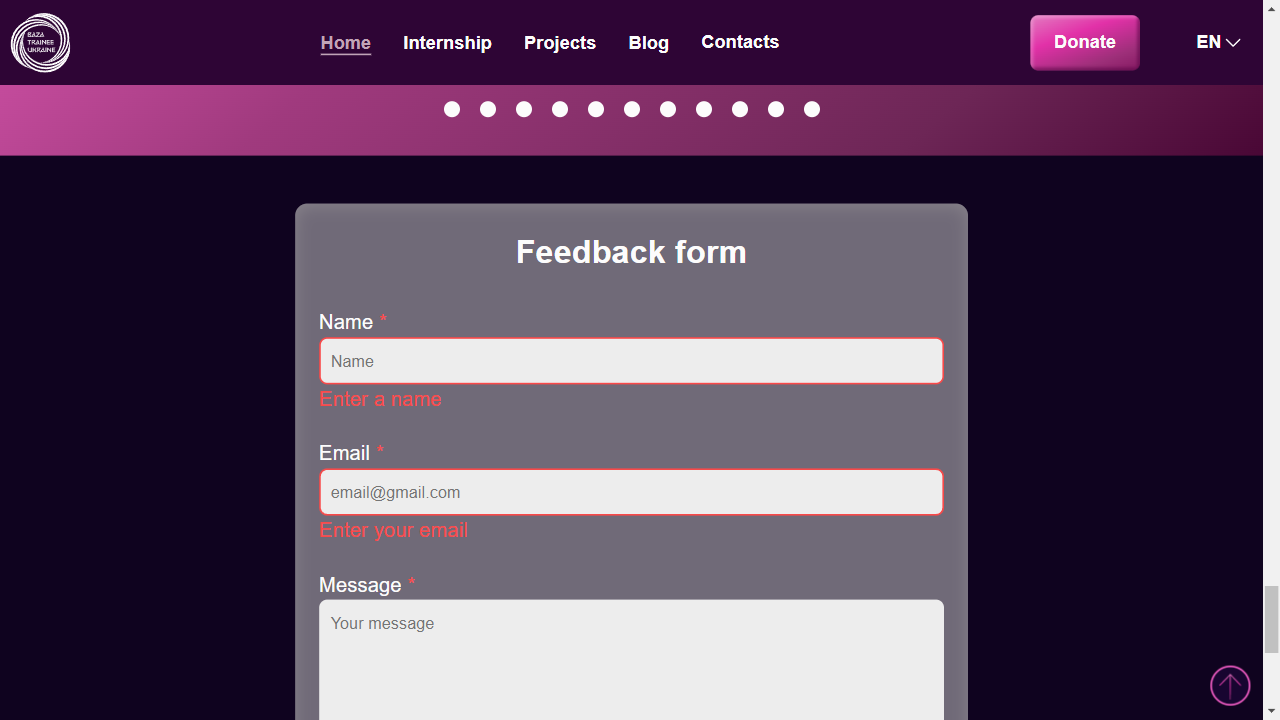 BAZA
TRAINEE
UKRAINE
Home Internship Projects Blog Contacts
Donate
EN
Feedback form
Name *
Name
Enter a name
Email *
email@gmail.com
Enter your email
Message *
Your message